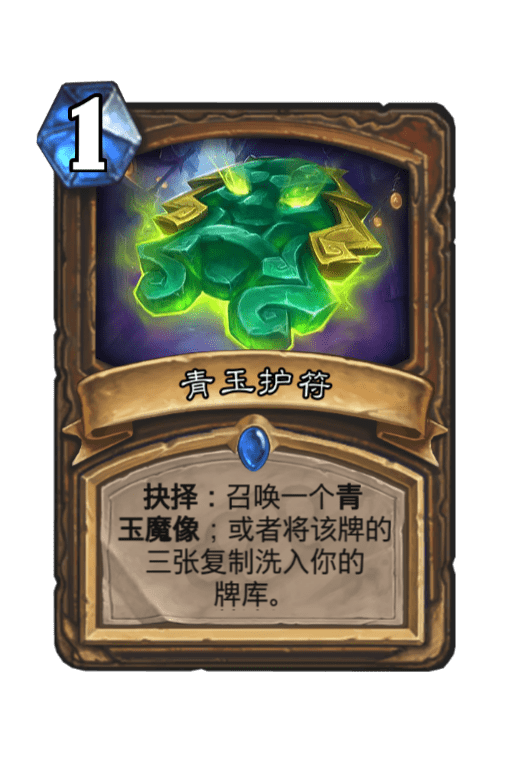 1
青玉护符
抉择：召唤一个青
玉魔像；或者将该牌的
三张复制洗入你的
牌库。